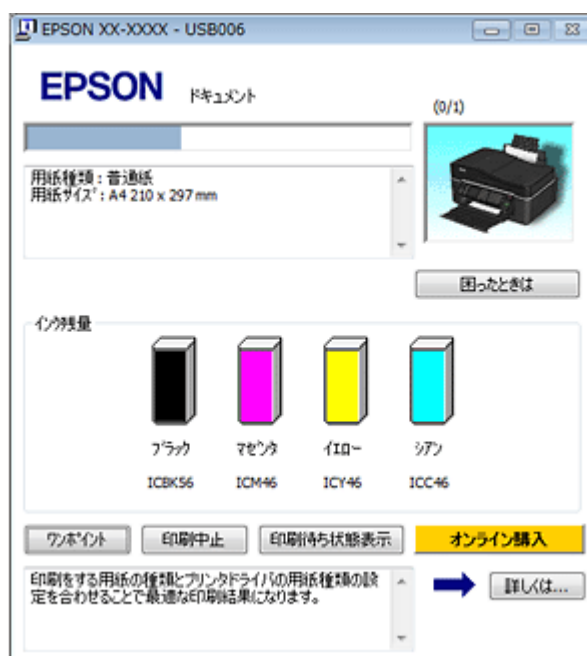 EPSON XX-XXXX - USB006
EPSON ドキュメント
(0/1)
用紙種類：普通紙
用紙サイズ：A4 210 x 297 mm
困ったときは
インク残量
ブラック マゼンタ イエロー シアン
ICBK56 ICM46 ICY46 ICC46
ワンポイント 印刷中止 印刷待ち状態表示 オンライン購入
印刷をする用紙の種類とプリンタドライバの用紙種類の設
定を合わせることで最適な印刷結果になります。
詳しくは...